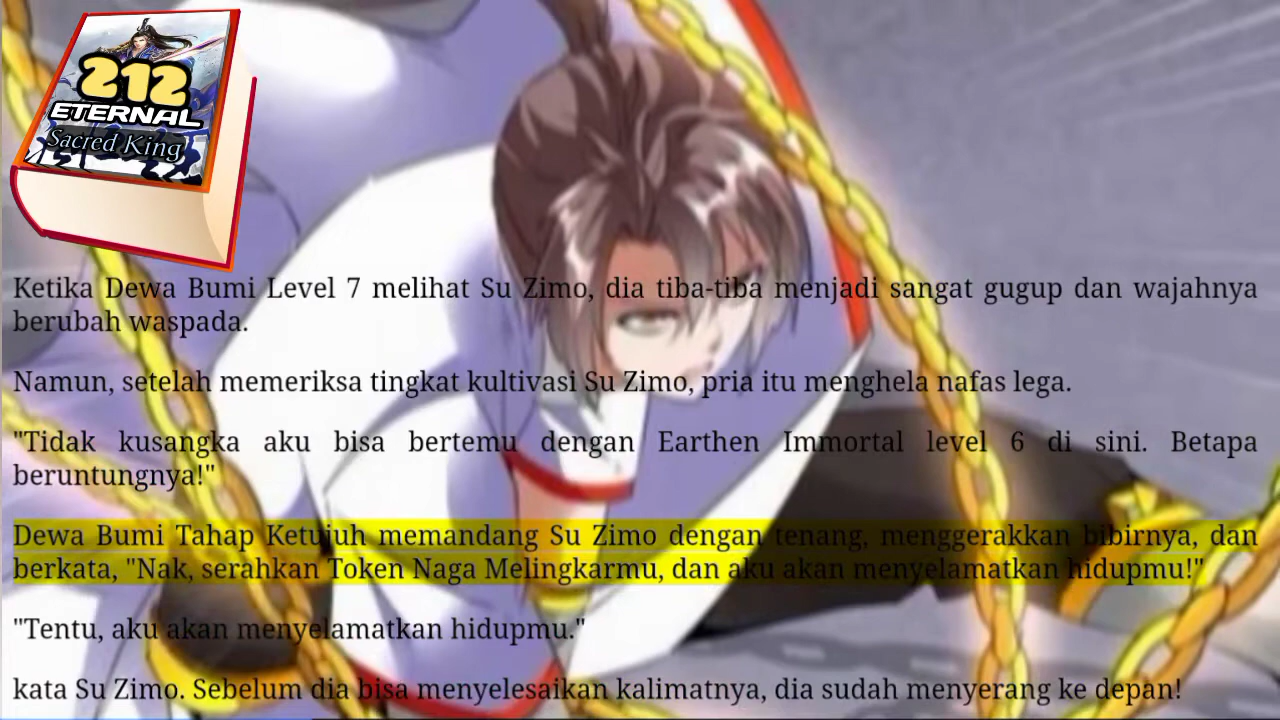 212
ETERNAL
Sacred King
Ketika Dewa Bumi Level 7 melihat Su Zimo, dia tiba-tiba menjadi sangat gugup dan wajahnya
berubah waspada.
Namun, setelah memeriksa tingkat kultivasi Su Zimo, pria itu menghela nafas lega.
"Tidak kusangka aku bisa bertemu dengan Earthen Immortal level 6 di sini. Betapa
beruntungnya!"
Dewa Bumi Tahap Ketujuh memandang Su Zimo dengan tenang, menggerakkan bibirnya, dan
berkata, "Nak, serahkan Token Naga Melingkarmu, dan aku akan menyelamatkan hidupmu!"
"Tentu, aku akan menyelamatkan hidupmu."
kata Su Zimo. Sebelum dia bisa menyelesaikan kalimatnya, dia sudah menyerang ke depan!